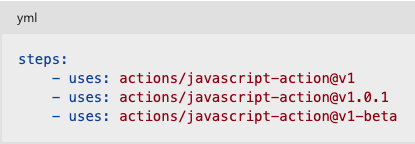 yml
steps:
    - uses: actions/javascript-action@v1
    - uses: actions/javascript-action@v1.0.1
    - uses: actions/javascript-action@v1-beta